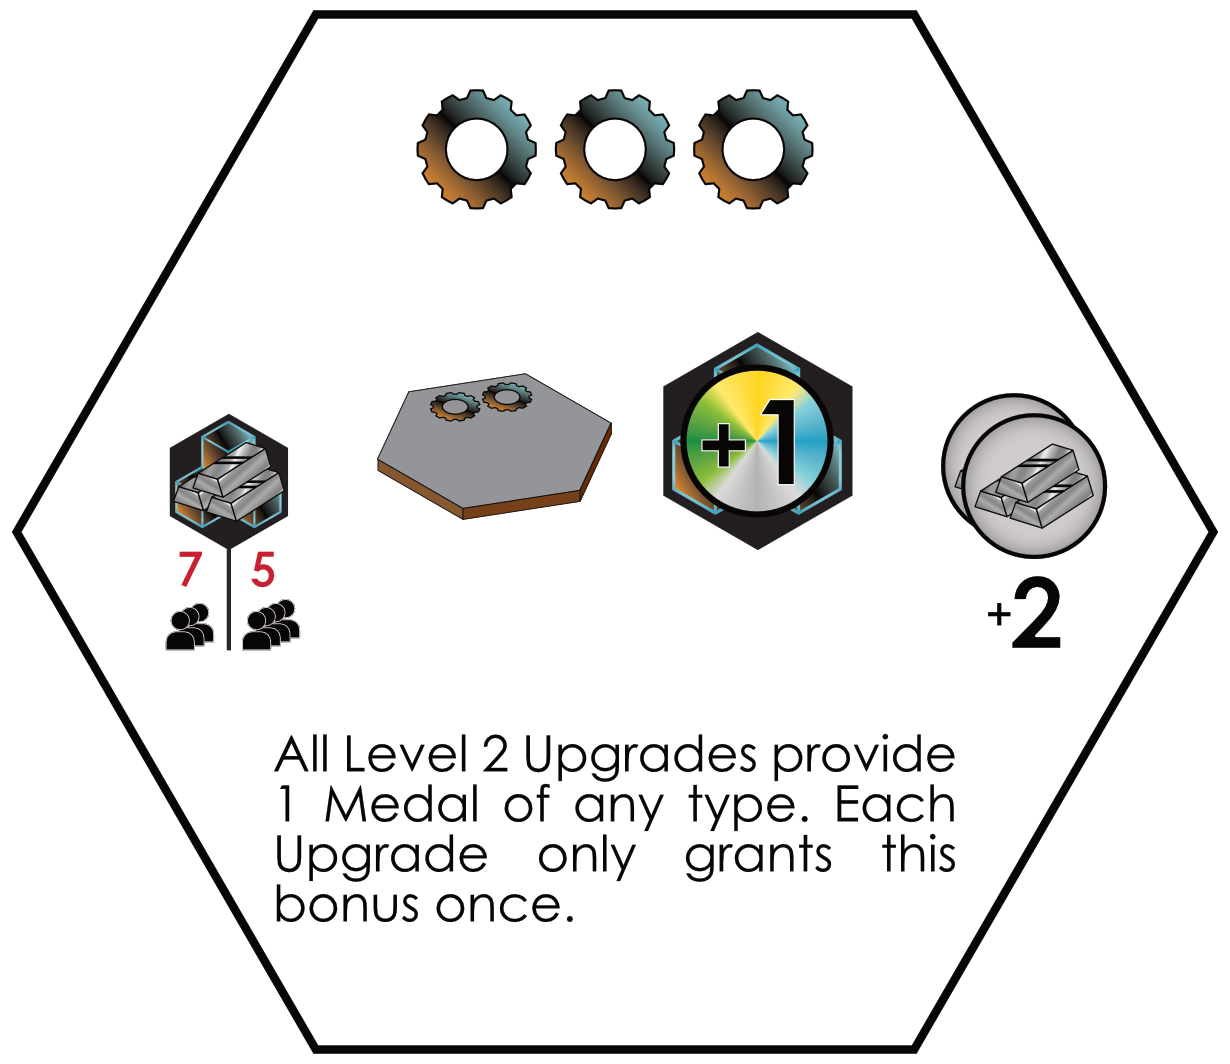 +1
7 5
+2
All Level 2 Upgrades provide
1 Medal of any type. Each
Upgrade only grants this
bonus once.